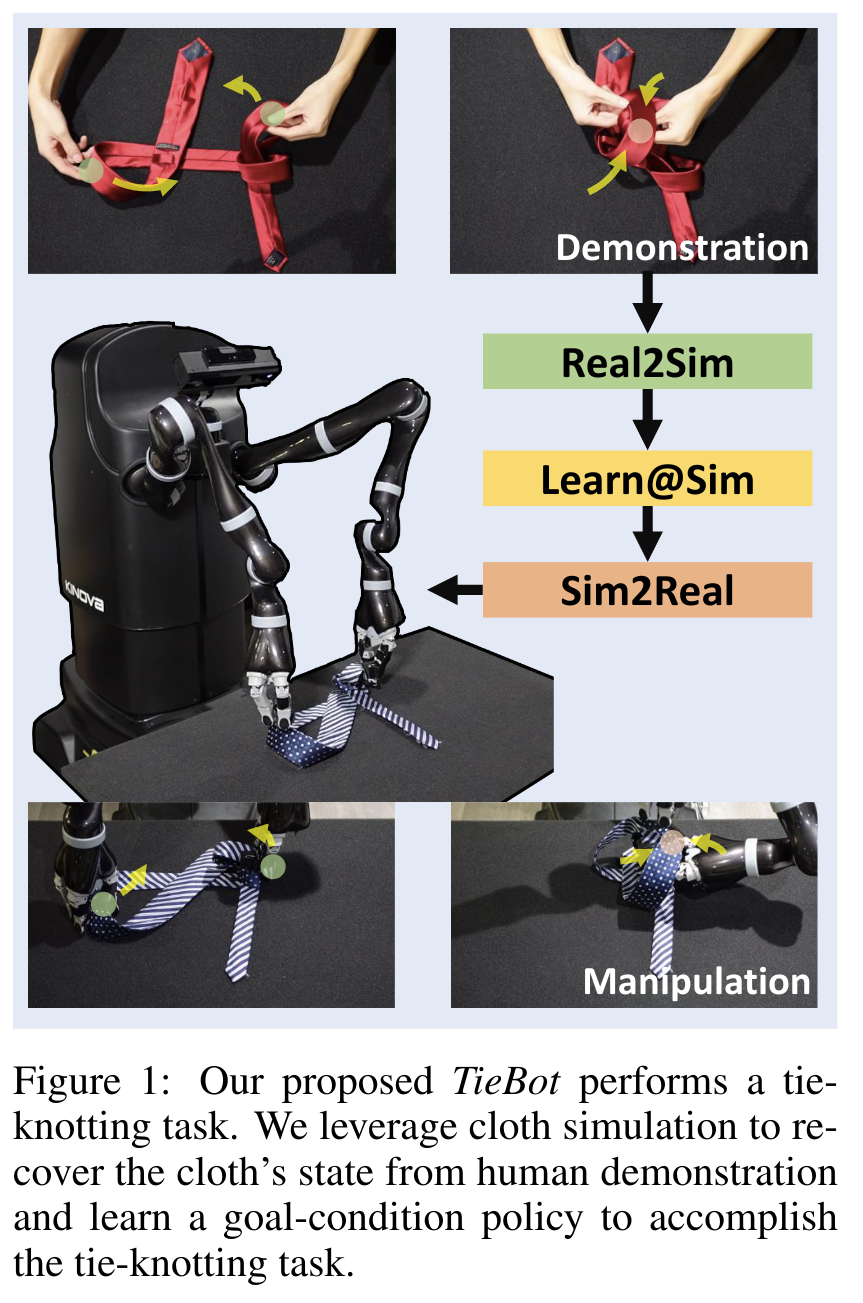 Demonstration
Real2Sim
Learn@Sim
Sim2Real
KINOVA
Manipulation
Figure 1: Our proposed TieBot performs a tie-
knotting task. We leverage cloth simulation to re-
cover the cloth's state from human demonstration
and learn a goal-condition policy to accomplish
the tie-knotting task.